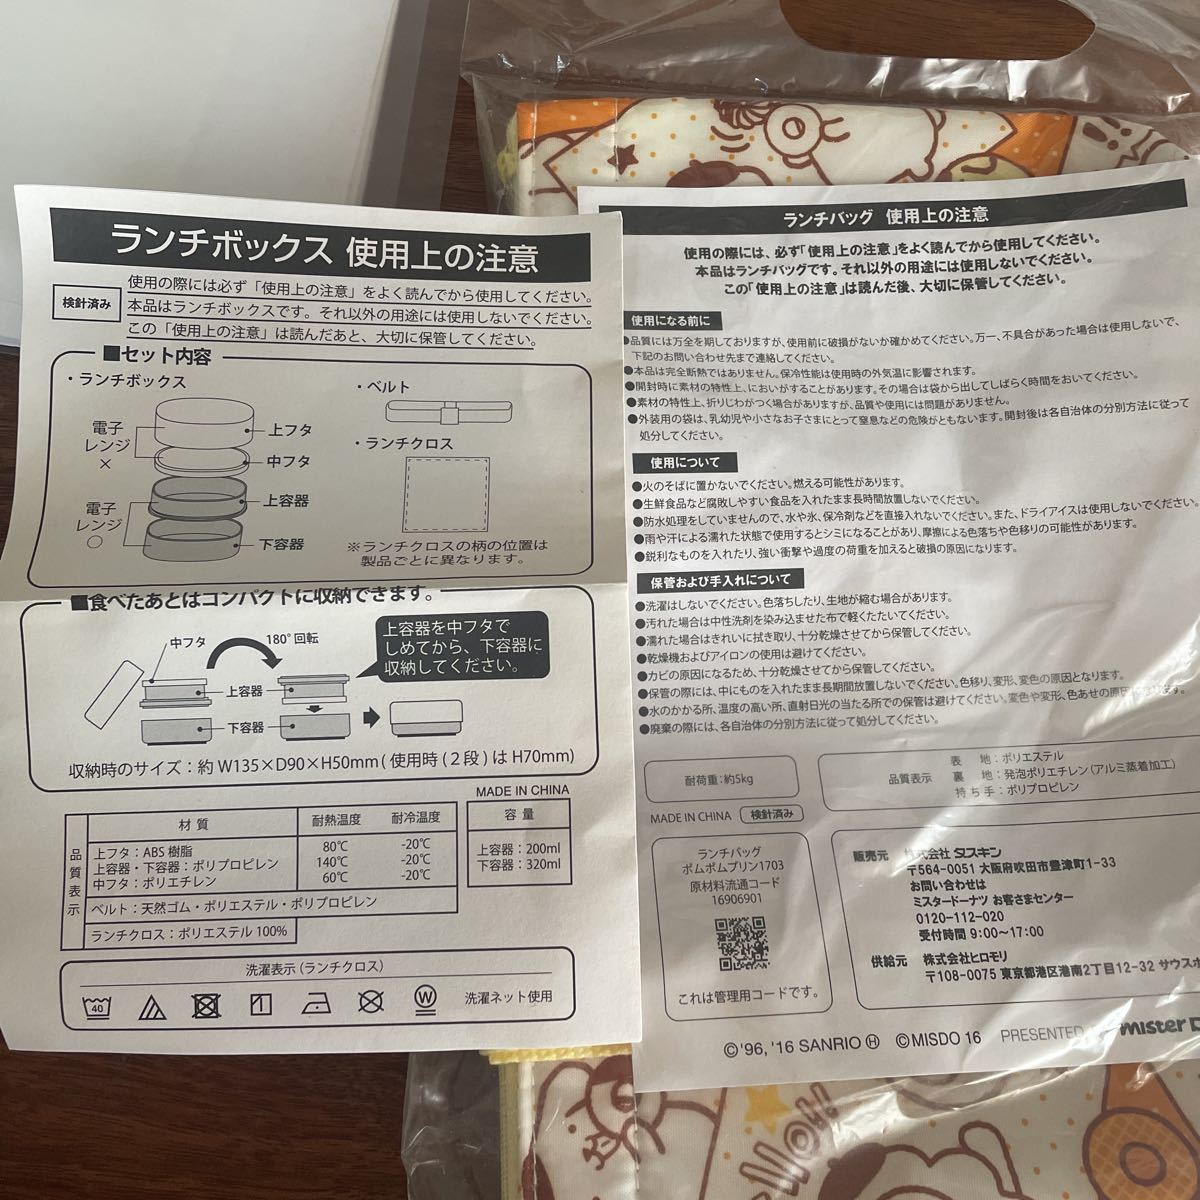 ランチボックス 使用上の注意
検針済み
使用の際には必ず「使用上の注意」をよく読んでから使用してください。
本品はランチボックスです。それ以外の用途には使用しないでください。
この「使用上の注意」は読んだあと、大切に保管してください。
■セット内容
・ランチボックス
電子
レンジ
×
上フタ
中フタ
電子
レンジ
○
上容器
下容器
・ベルト
・ランチクロス
※ランチクロスの柄の位置は
製品ごとに異なります。
■食べたあとはコンパクトに収納できます。
中フタ
180°回転
上容器を中フタで
しめてから、下容器に
収納してください。
上容器
下容器
収納時のサイズ：約 W135×D90×H50mm ( 使用時 ( 2 段 ) は H70mm)
MADE IN CHINA
品質表示
材 質 耐熱温度 耐冷温度
上フタ：ABS 樹脂 80℃ -20℃
上容器・下容器：ポリプロピレン 140℃ -20℃
中フタ：ポリエチレン 60℃ -20℃
ベルト：天然ゴム・ポリエステル・ポリプロピレン
ランチクロス：ポリエステル 100%
容 量
上容器：200ml
下容器：320ml
洗濯表示 (ランチクロス)
40
W
洗濯ネット使用
ランチバッグ 使用上の注意
使用の際には、必ず「使用上の注意」をよく読んでから使用してください。
本品はランチバッグです。それ以外の用途には使用しないでください。
この「使用上の注意」は読んだ後、大切に保管してください。
使用になる前に
●品質には万全を期しておりますが、使用前に破損がないか確かめてください。万一、不具合があった場合は使用しないで、
下記のお問い合わせ先まで連絡してください。
●本品は完全断熱ではありません。保冷性能は使用時の外気温に影響されます。
●開封時に素材の特性上、においがすることがあります。その場合は袋から出してしばらく時間をおいてください。
●素材の特性上、折りじわがつく場合がありますが、品質や使用には問題がありません。
●外装用の袋は、乳幼児や小さなお子さまにとって窒息などの危険がともないます。開封後は各自治体の分別方法に従って
処分してください。
使用について
●火のそばに置かないでください。燃える可能性があります。
●生鮮食品など腐敗しやすい食品を入れたまま長時間放置しないでください。
●防水処理をしていませんので、水や氷、保冷剤などを直接入れないでください。また、ドライアイスは使用しないでください。
●雨や汗による濡れた状態で使用するとシミになることがあり、摩擦による色落ちや色移りの可能性があります。
●鋭利なものを入れたり、強い衝撃や過度の荷重を加えると破損の原因になります。
保管および手入れについて
●洗濯はしないでください。色落ちしたり、生地が縮む場合があります。
●汚れた場合は中性洗剤を染み込ませた布で軽くたたいてください。
●濡れた場合はきれいに拭き取り、十分乾燥させてから保管してください。
●乾燥機およびアイロンの使用は避けてください。
●カビの原因になるため、十分乾燥させてから保管してください。
●保管の際には、中にものを入れたまま長期間放置しないでください。色移り、変形、変色の原因となります。
●水のかかる所、温度の高い所、直射日光の当たる所での保管は避けてください。変色や変形、色あせの原因になります。
●廃棄の際には、各自治体の分別方法に従って処分してください。
耐荷重：約5kg
品質表示
表 地：ポリエステル
裏 地：発泡ポリエチレン（アルミ蒸着加工）
持 ち 手：ポリプロピレン
MADE IN CHINA 検針済み
ランチバッグ
ポムポムプリン1703
原材料流通コード
16906901
これは管理用コードです。
販売元 株式会社 ダスキン
〒564-0051 大阪府吹田市豊津町1-33
お問い合わせは
ミスタードーナツ お客さまセンター
0120-112-020
受付時間 9:00〜17:00
供給元 株式会社ヒロモリ
〒108-0075 東京都港区港南2丁目12-32 サウスポ
©'96, '16 SANRIO Ⓗ ©MISDO 16 PRESENTED
mister D